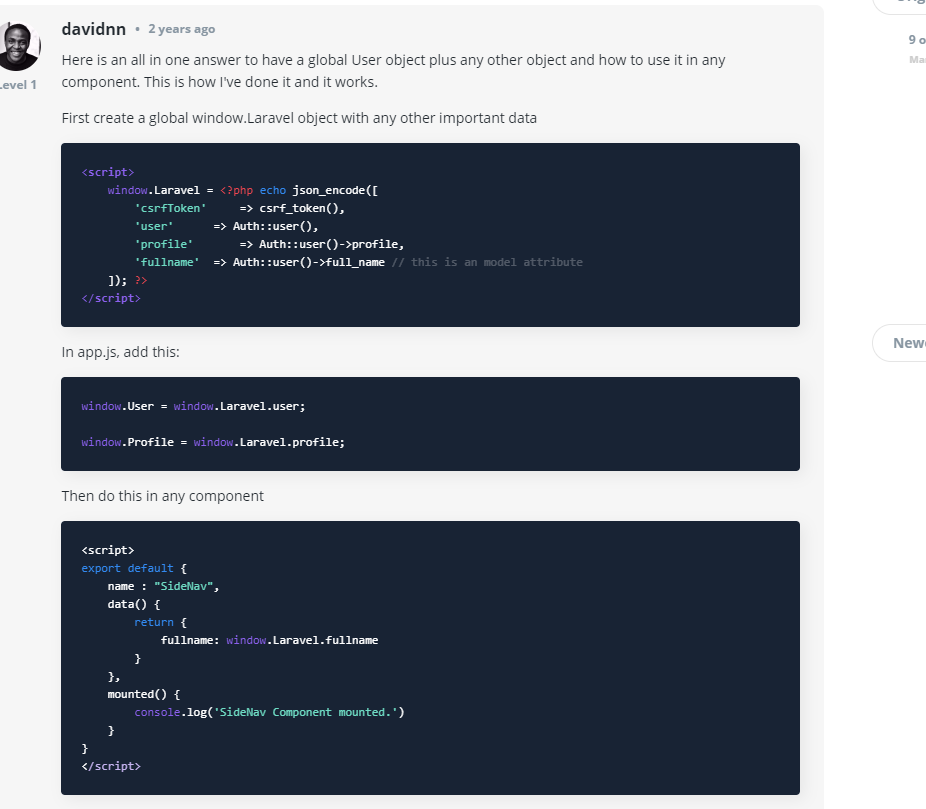 davidnn • 2 years ago
Level 1
Here is an all in one answer to have a global User object plus any other object and how to use it in any
component. This is how I've done it and it works.
First create a global window.Laravel object with any other important data
<script>
    window.Laravel = <?php echo json_encode([
        'csrfToken'     => csrf_token(),
        'user'      => Auth::user(),
        'profile'       => Auth::user()->profile,
        'fullname'  => Auth::user()->full_name // this is an model attribute
    ]); ?>
</script>
In app.js, add this:
window.User = window.Laravel.user;
window.Profile = window.Laravel.profile;
Then do this in any component
<script>
export default {
    name : "SideNav",
    data() {
        return {
            fullname: window.Laravel.fullname
        }
    },
    mounted() {
        console.log('SideNav Component mounted.')
    }
}
</script>
9 o